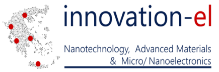 innovation-el
Nanotechnology, Advanced Materials
& Micro/Nanoelectronics